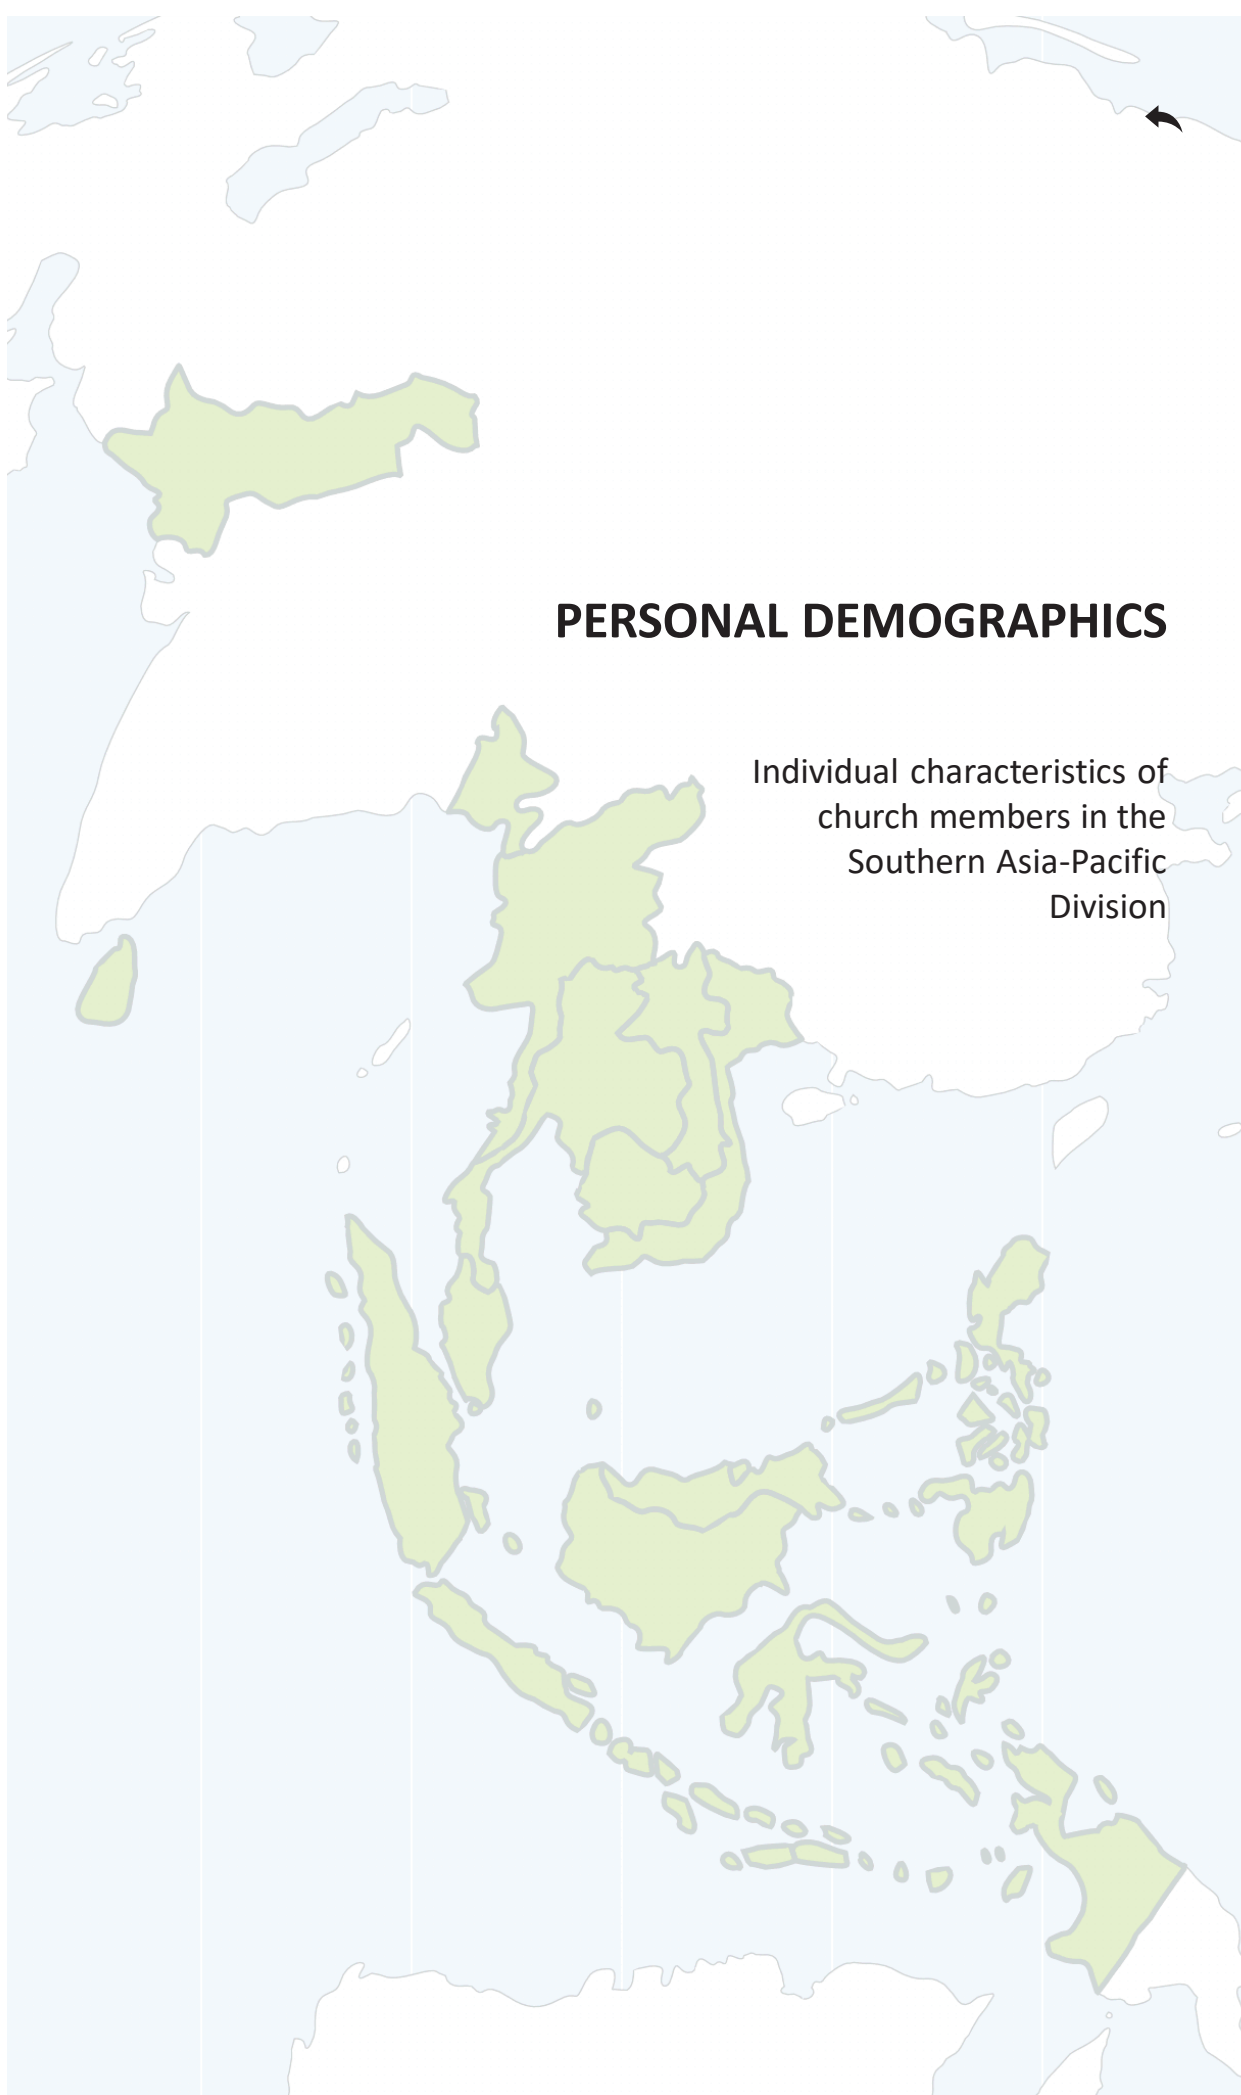 PERSONAL DEMOGRAPHICS
Individual characteristics of
church members in the
Southern Asia-Pacific
Division